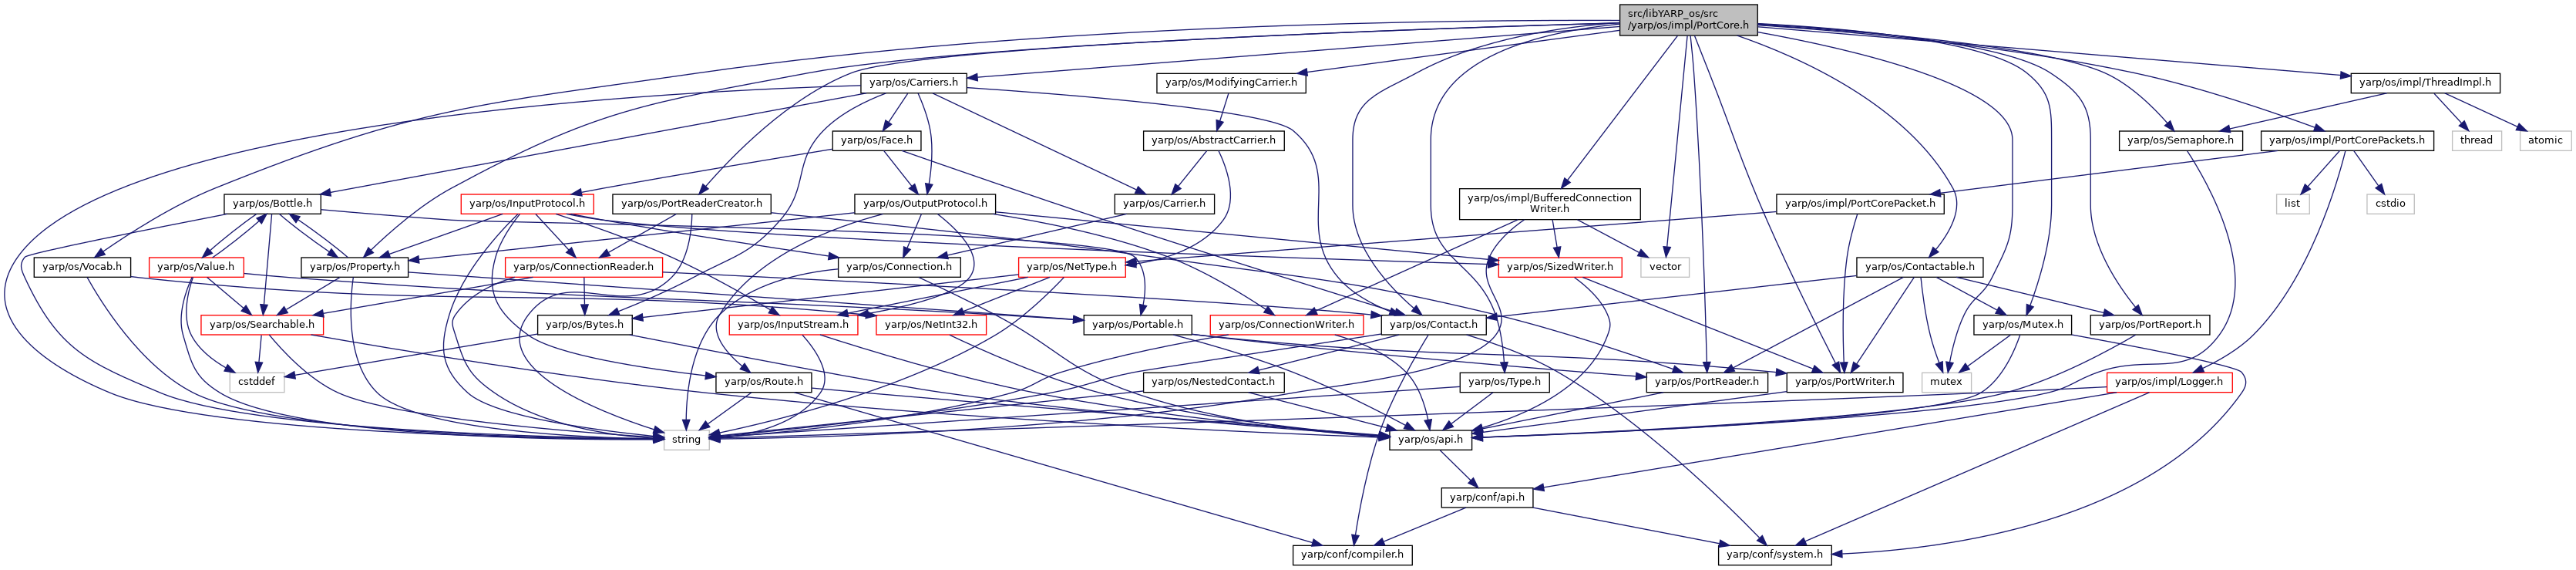 src/libYARP_os/src
/yarp/os/impl/PortCore.h
yarp/os/Carriers.h
yarp/os/ModifyingCarrier.h
yarp/os/impl/ThreadImpl.h
yarp/os/Face.h
yarp/os/AbstractCarrier.h
yarp/os/Semaphore.h
yarp/os/impl/PortCorePackets.h
thread
atomic
yarp/os/Bottle.h
yarp/os/InputProtocol.h
yarp/os/PortReaderCreator.h
yarp/os/OutputProtocol.h
yarp/os/Carrier.h
yarp/os/impl/BufferedConnection
Writer.h
yarp/os/impl/PortCorePacket.h
list
cstdio
yarp/os/Vocab.h
yarp/os/Value.h
yarp/os/Property.h
yarp/os/ConnectionReader.h
yarp/os/Connection.h
yarp/os/NetType.h
yarp/os/SizedWriter.h
vector
yarp/os/Contactable.h
yarp/os/Searchable.h
yarp/os/Bytes.h
yarp/os/InputStream.h
yarp/os/NetInt32.h
yarp/os/Portable.h
yarp/os/ConnectionWriter.h
yarp/os/Contact.h
yarp/os/Mutex.h
yarp/os/PortReport.h
cstddef
yarp/os/Route.h
yarp/os/NestedContact.h
yarp/os/Type.h
yarp/os/PortReader.h
yarp/os/PortWriter.h
mutex
yarp/os/impl/Logger.h
string
yarp/os/api.h
yarp/conf/api.h
yarp/conf/compiler.h
yarp/conf/system.h